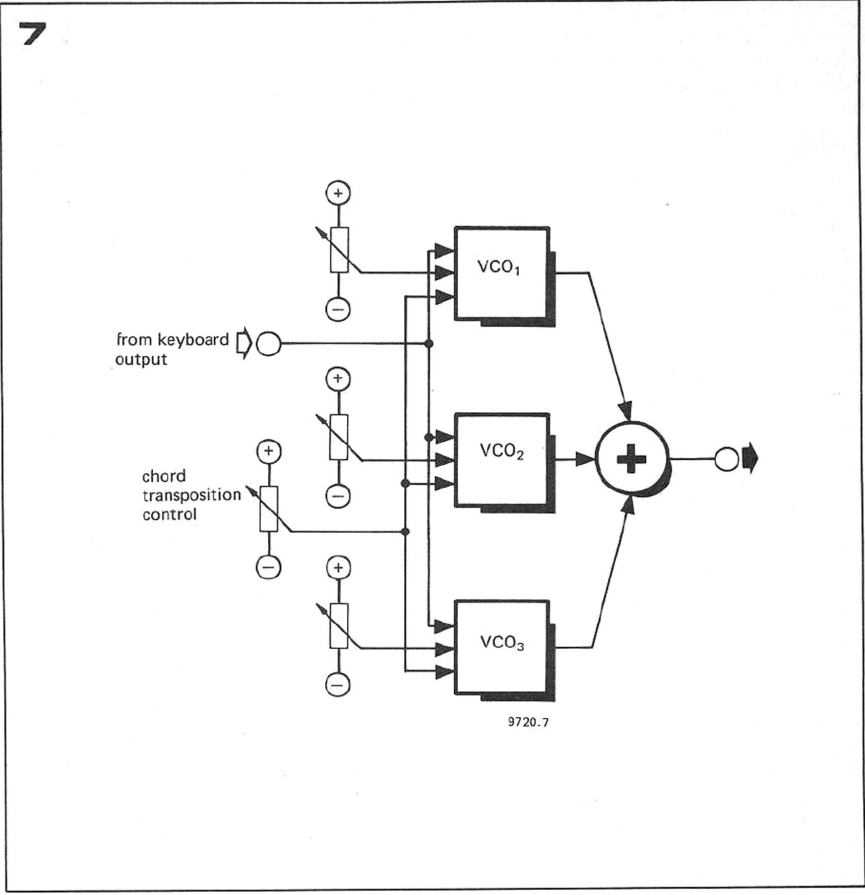 7
+
VCO₁
−
from keyboard
output
+
+
VCO₂
chord
transposition
control
−
+
−
+
VCO₃
−
9720.7